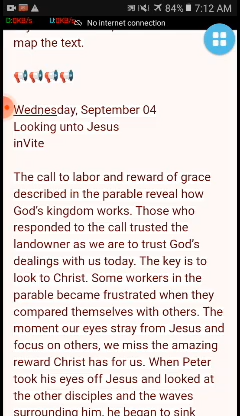 0KB/s 0KB/s 84% 7:12 AM
No internet connection
map the text.
Wednesday, September 04
Looking unto Jesus
inVite
The call to labor and reward of grace
described in the parable reveal how
God's kingdom works. Those who
responded to the call trusted the
landowner as we are to trust God's
dealings with us today. The key is to
look to Christ. Some workers in the
parable became frustrated when they
compared themselves with others. The
moment our eyes stray from Jesus and
focus on others, we miss the amazing
reward Christ has for us. When Peter
took his eyes off Jesus and looked at
the other disciples and the waves
surrounding him, he began to sink